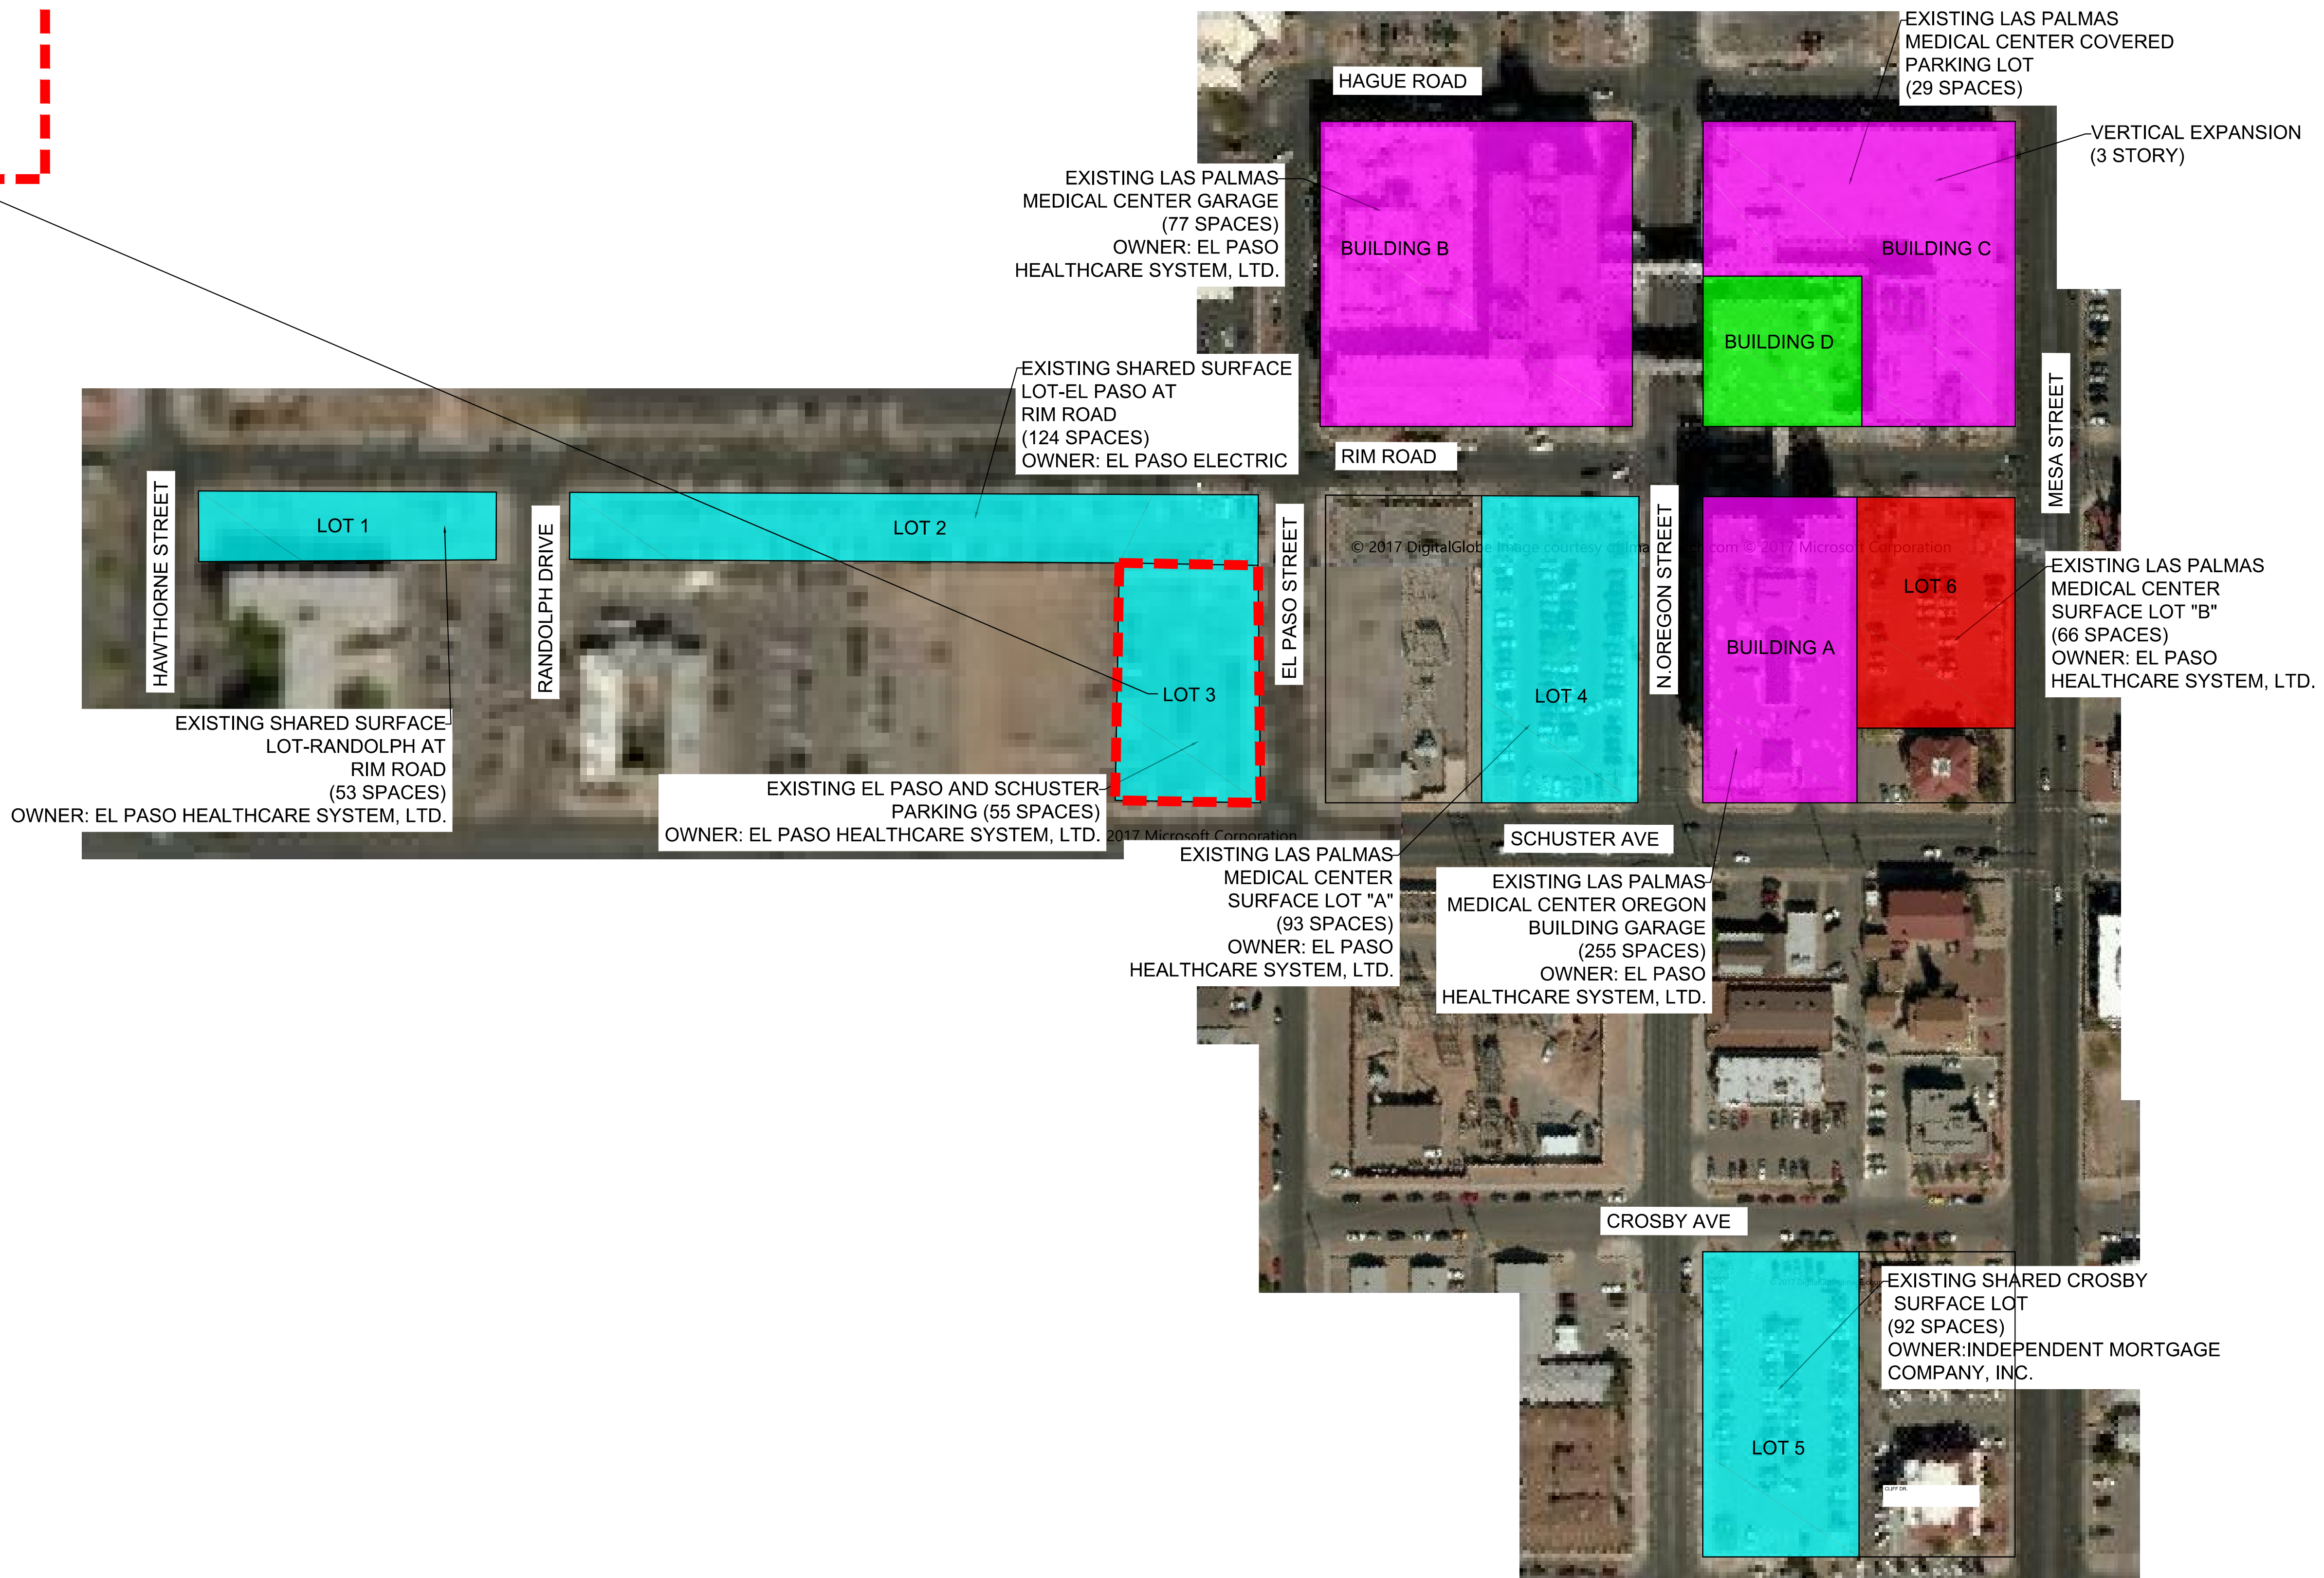 HAGUE ROAD
EXISTING LAS PALMAS
MEDICAL CENTER COVERED
PARKING LOT
(29 SPACES)
VERTICAL EXPANSION
(3 STORY)
EXISTING LAS PALMAS
MEDICAL CENTER GARAGE
(77 SPACES)
OWNER: EL PASO
HEALTHCARE SYSTEM, LTD.
BUILDING B
BUILDING C
BUILDING D
EXISTING SHARED SURFACE
LOT-EL PASO AT
RIM ROAD
(124 SPACES)
OWNER: EL PASO ELECTRIC
RIM ROAD
MESA STREET
HAWTHORNE STREET
LOT 1
RANDOLPH DRIVE
LOT 2
EL PASO STREET
N.OREGON STREET
© 2017 DigitalGlobe Image courtesy of
.com © 2017 Microsoft Corporation
LOT 6
EXISTING LAS PALMAS
MEDICAL CENTER
SURFACE LOT "B"
(66 SPACES)
OWNER: EL PASO
HEALTHCARE SYSTEM, LTD.
BUILDING A
LOT 3
LOT 4
EXISTING SHARED SURFACE
LOT-RANDOLPH AT
RIM ROAD
(53 SPACES)
OWNER: EL PASO HEALTHCARE SYSTEM, LTD.
EXISTING EL PASO AND SCHUSTER
PARKING (55 SPACES)
OWNER: EL PASO HEALTHCARE SYSTEM, LTD.
2017 Microsoft Corporation
SCHUSTER AVE
EXISTING LAS PALMAS
MEDICAL CENTER
SURFACE LOT "A"
(93 SPACES)
OWNER: EL PASO
HEALTHCARE SYSTEM, LTD.
EXISTING LAS PALMAS
MEDICAL CENTER OREGON
BUILDING GARAGE
(255 SPACES)
OWNER: EL PASO
HEALTHCARE SYSTEM, LTD.
CROSBY AVE
EXISTING SHARED CROSBY
SURFACE LOT
(92 SPACES)
OWNER:INDEPENDENT MORTGAGE
COMPANY, INC.
LOT 5
CLIFF DR.